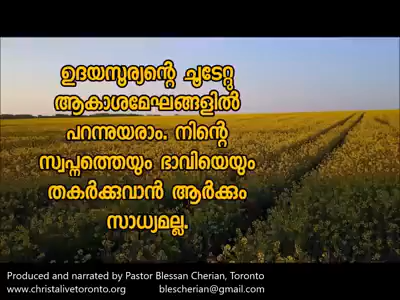 ഉദയസൂര്യന്റെ ചൂടേറ്റു
ആകാശമേഘങ്ങളിൽ
പറന്നുയരാം. നിന്റെ
സ്വപ്നത്തെയും ഭാവിയെയും
തകർക്കുവാൻ ആർക്കും
സാധ്യമല്ല.
Produced and narrated by Pastor Blessan Cherian, Toronto
www.christalivetoronto.org blescherian@gmail.com